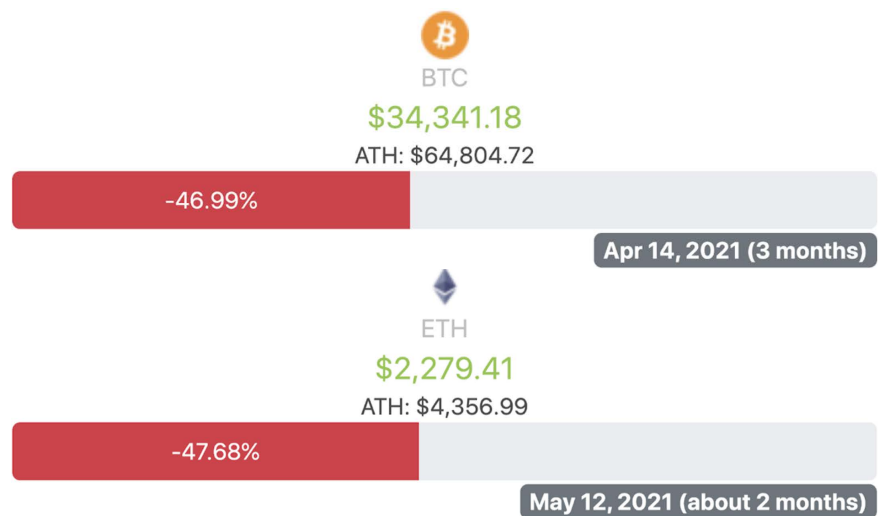 BTC
$34,341.18
ATH: $64,804.72
-46.99%
Apr 14, 2021 (3 months)
ETH
$2,279.41
ATH: $4,356.99
-47.68%
May 12, 2021 (about 2 months)